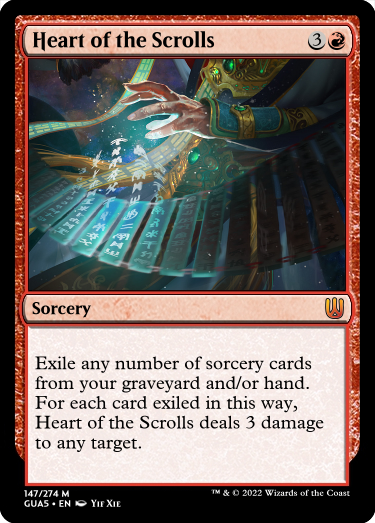 Heart of the Scrolls 3
Sorcery
Exile any number of sorcery cards
from your graveyard and/or hand.
For each card exiled in this way,
Heart of the Scrolls deals 3 damage
to any target.
147/274 M
GUA5 • EN Yif Xie
™ & © 2022 Wizards of the Coast